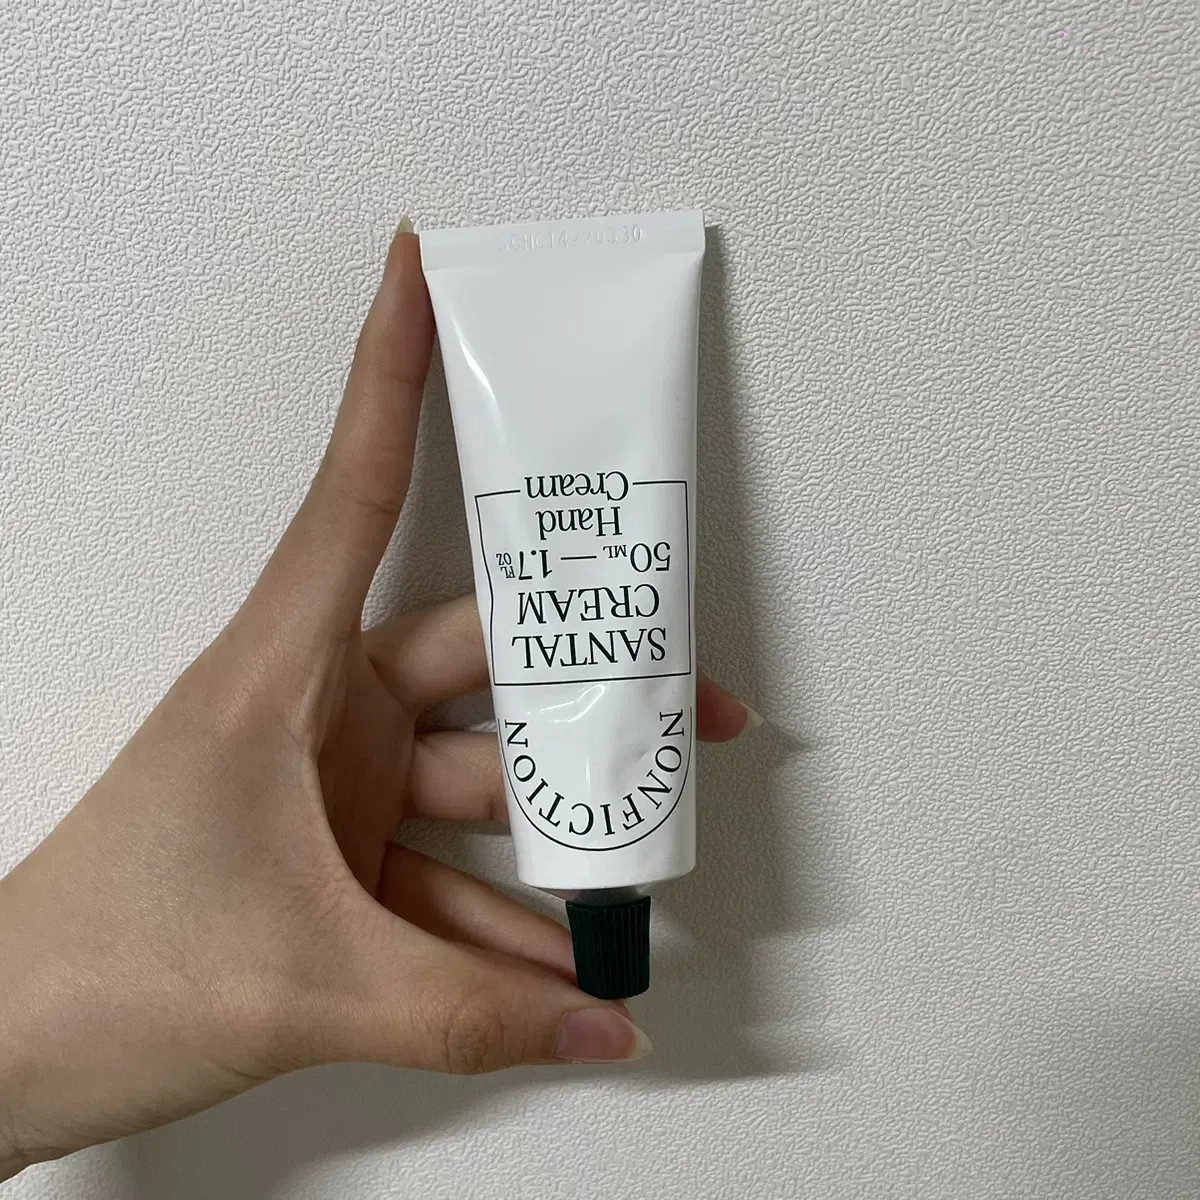 NONFICTION
SANTAL
CREAM
50 ML — 1.7 FL OZ
Hand
Cream